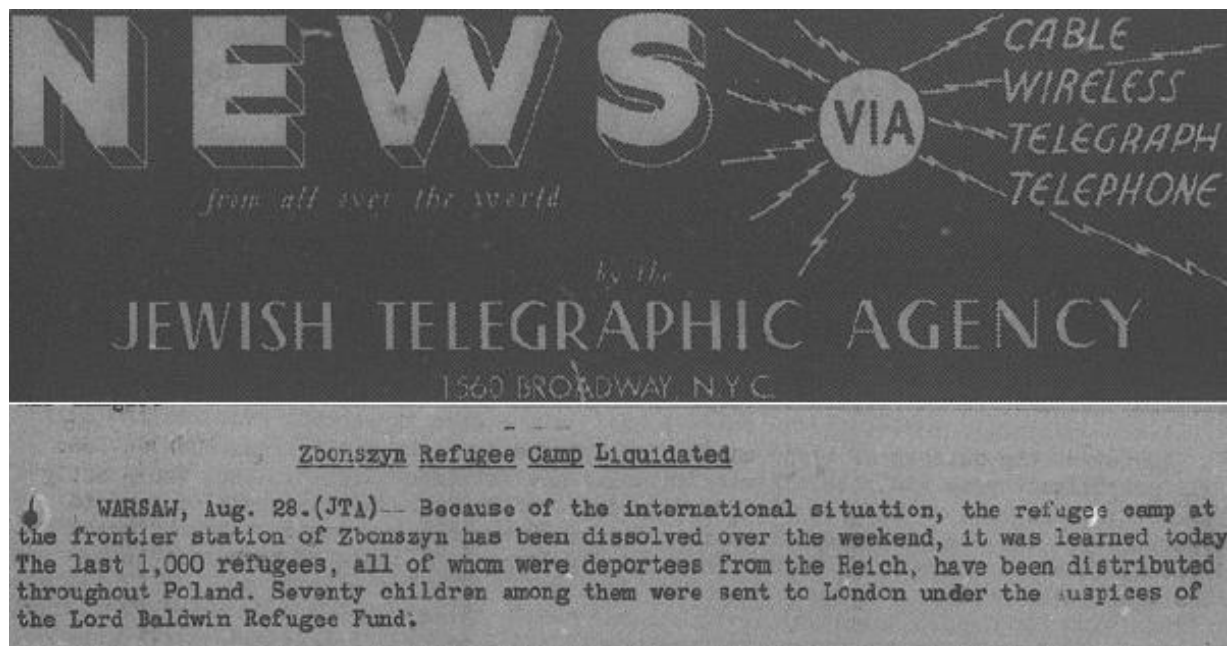 NEWS
from all over the world
VIA
CABLE
WIRELESS
TELEGRAPH
TELEPHONE
by the
JEWISH TELEGRAPHIC AGENCY
1560 BROADWAY, N.Y.C.
Zbonszyn Refugee Camp Liquidated
WARSAW, Aug. 28.(JTA)-- Because of the international situation, the refugee camp at
the frontier station of Zbonszyn has been dissolved over the weekend, it was learned today
The last 1,000 refugees, all of whom were deportees from the Reich, have been distributed
throughout Poland. Seventy children among them were sent to London under the auspices of
the Lord Baldwin Refugee Fund.